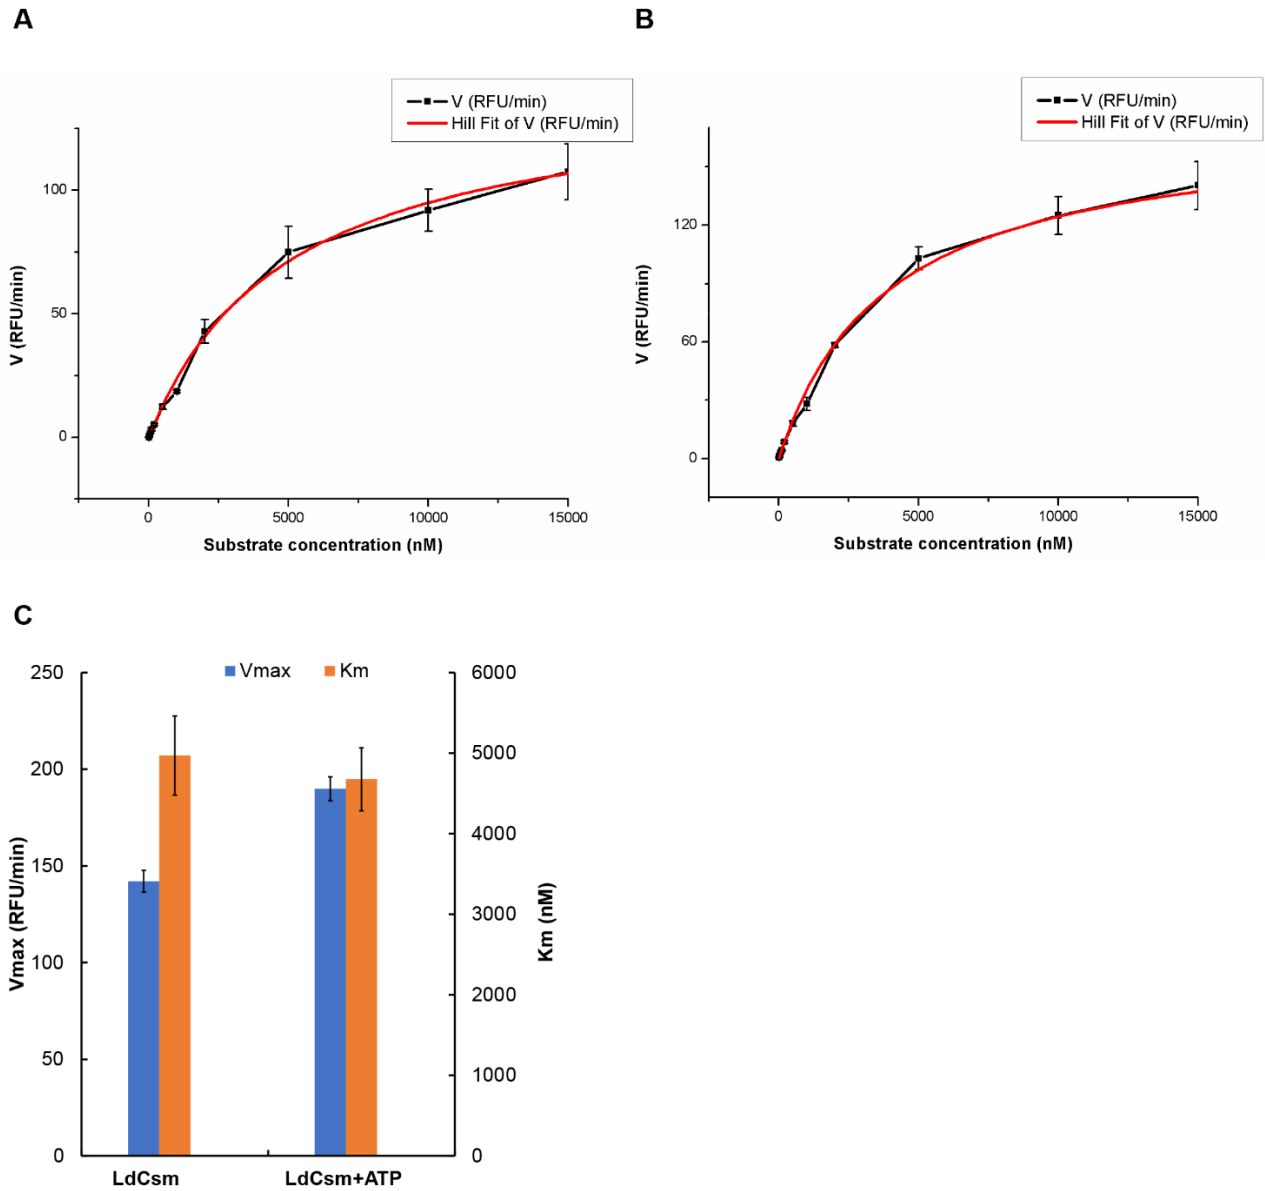 A
V (RFU/min)
Hill Fit of V (RFU/min)
100
50
0
V (RFU/min)
0 5000 10000 15000
Substrate concentration (nM)
B
V (RFU/min)
Hill Fit of V (RFU/min)
120
60
0
V (RFU/min)
0 5000 10000 15000
Substrate concentration (nM)
C
Vmax Km
250
200
150
100
50
0
Vmax (RFU/min)
6000
5000
4000
3000
2000
1000
0
Km (nM)
LdCsm LdCsm+ATP